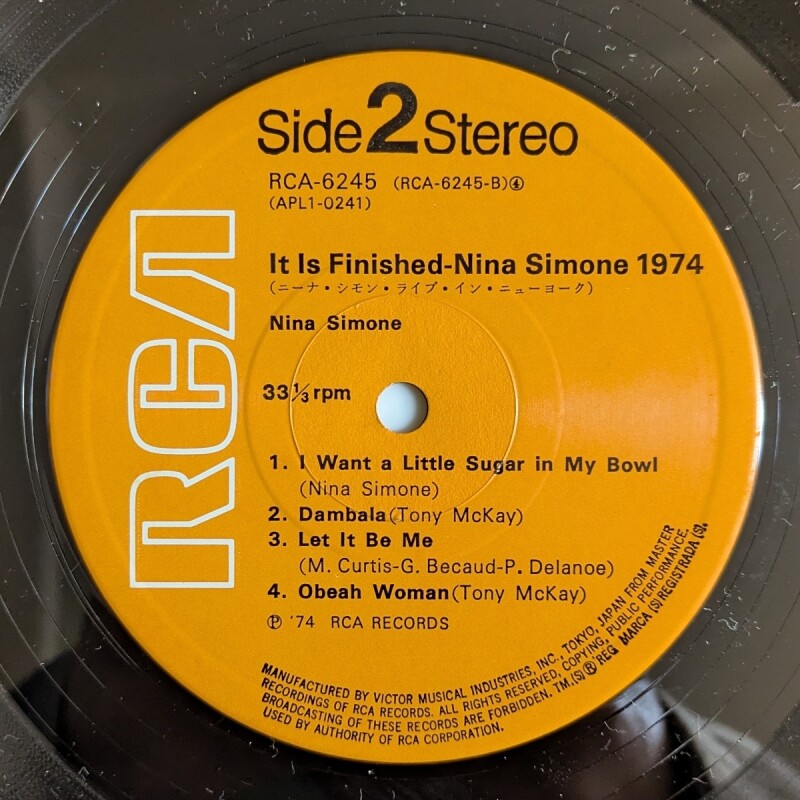 Side 2 Stereo
RCA-6245 (RCA-6245-B)④
(APL1-0241)
It Is Finished-Nina Simone 1974
(ニーナ・シモン・ライブ・イン・ニューヨーク)
Nina Simone
33 1/3 rpm
1. I Want a Little Sugar in My Bowl
(Nina Simone)
2. Dambala (Tony McKay)
3. Let It Be Me
(M. Curtis-G. Becaud-P. Delanoe)
4. Obeah Woman (Tony McKay)
℗ '74 RCA RECORDS
RCA
MANUFACTURED BY VICTOR MUSICAL INDUSTRIES, INC., TOKYO, JAPAN FROM MASTER
RECORDINGS OF RCA RECORDS. ALL RIGHTS RESERVED, COPYING, PUBLIC PERFORMANCE,
BROADCASTING OF THESE RECORDS ARE FORBIDDEN. TM.(S)® REG MARCA (S) REGISTRADA (S).
USED BY AUTHORITY OF RCA CORPORATION.